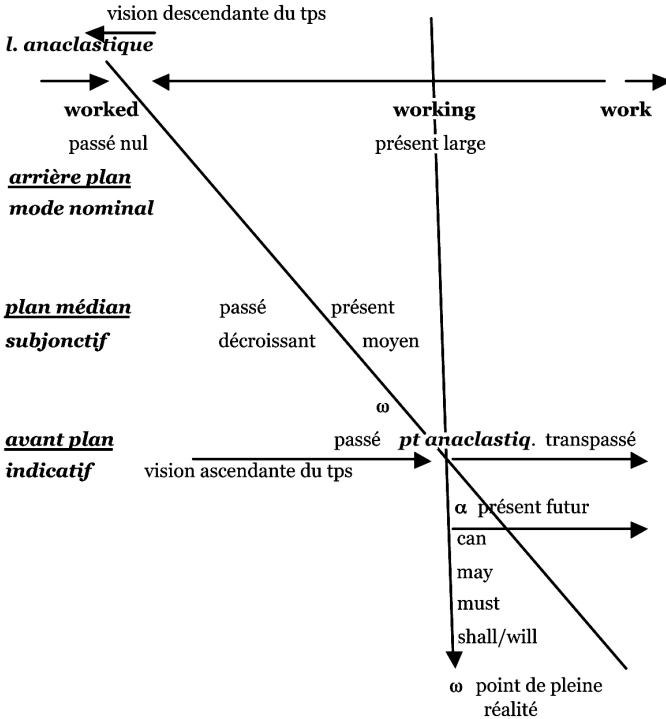 vision descendante du tps
l. anaclastique
worked working work
passé nul présent large
arrière plan
mode nominal
plan médian passé présent
subjonctif décroissant moyen
ω
avant plan passé pt anaclastiq. transpassé
indicatif vision ascendante du tps
α présent futur
can
may
must
shall/will
ω point de pleine
réalité